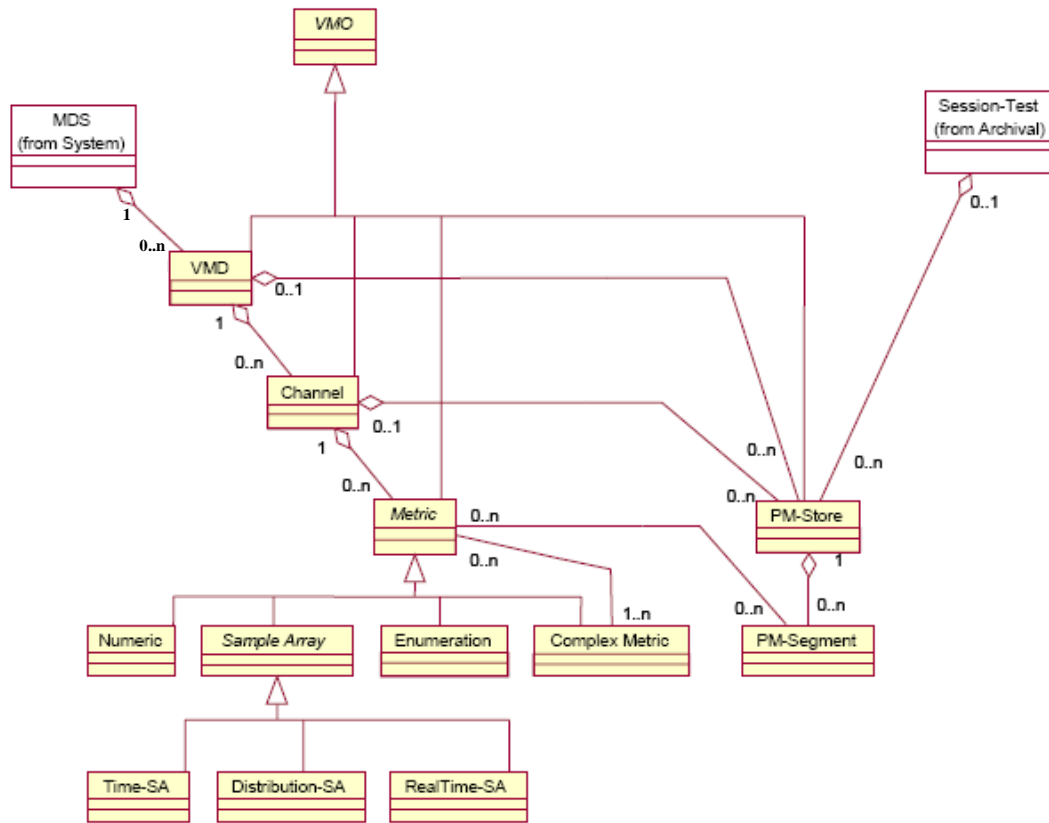 VMO
MDS
(from System)
Session-Test
(from Archival)
1
0..1
0..n
VMD
0..1
1
0..n
Channel
0..1
1
0..n
0..n
0..n
0..n
Metric
0..n
PM-Store
0..n
1
1..n
0..n
0..n
Numeric
Sample Array
Enumeration
Complex Metric
PM-Segment
Time-SA
Distribution-SA
RealTime-SA